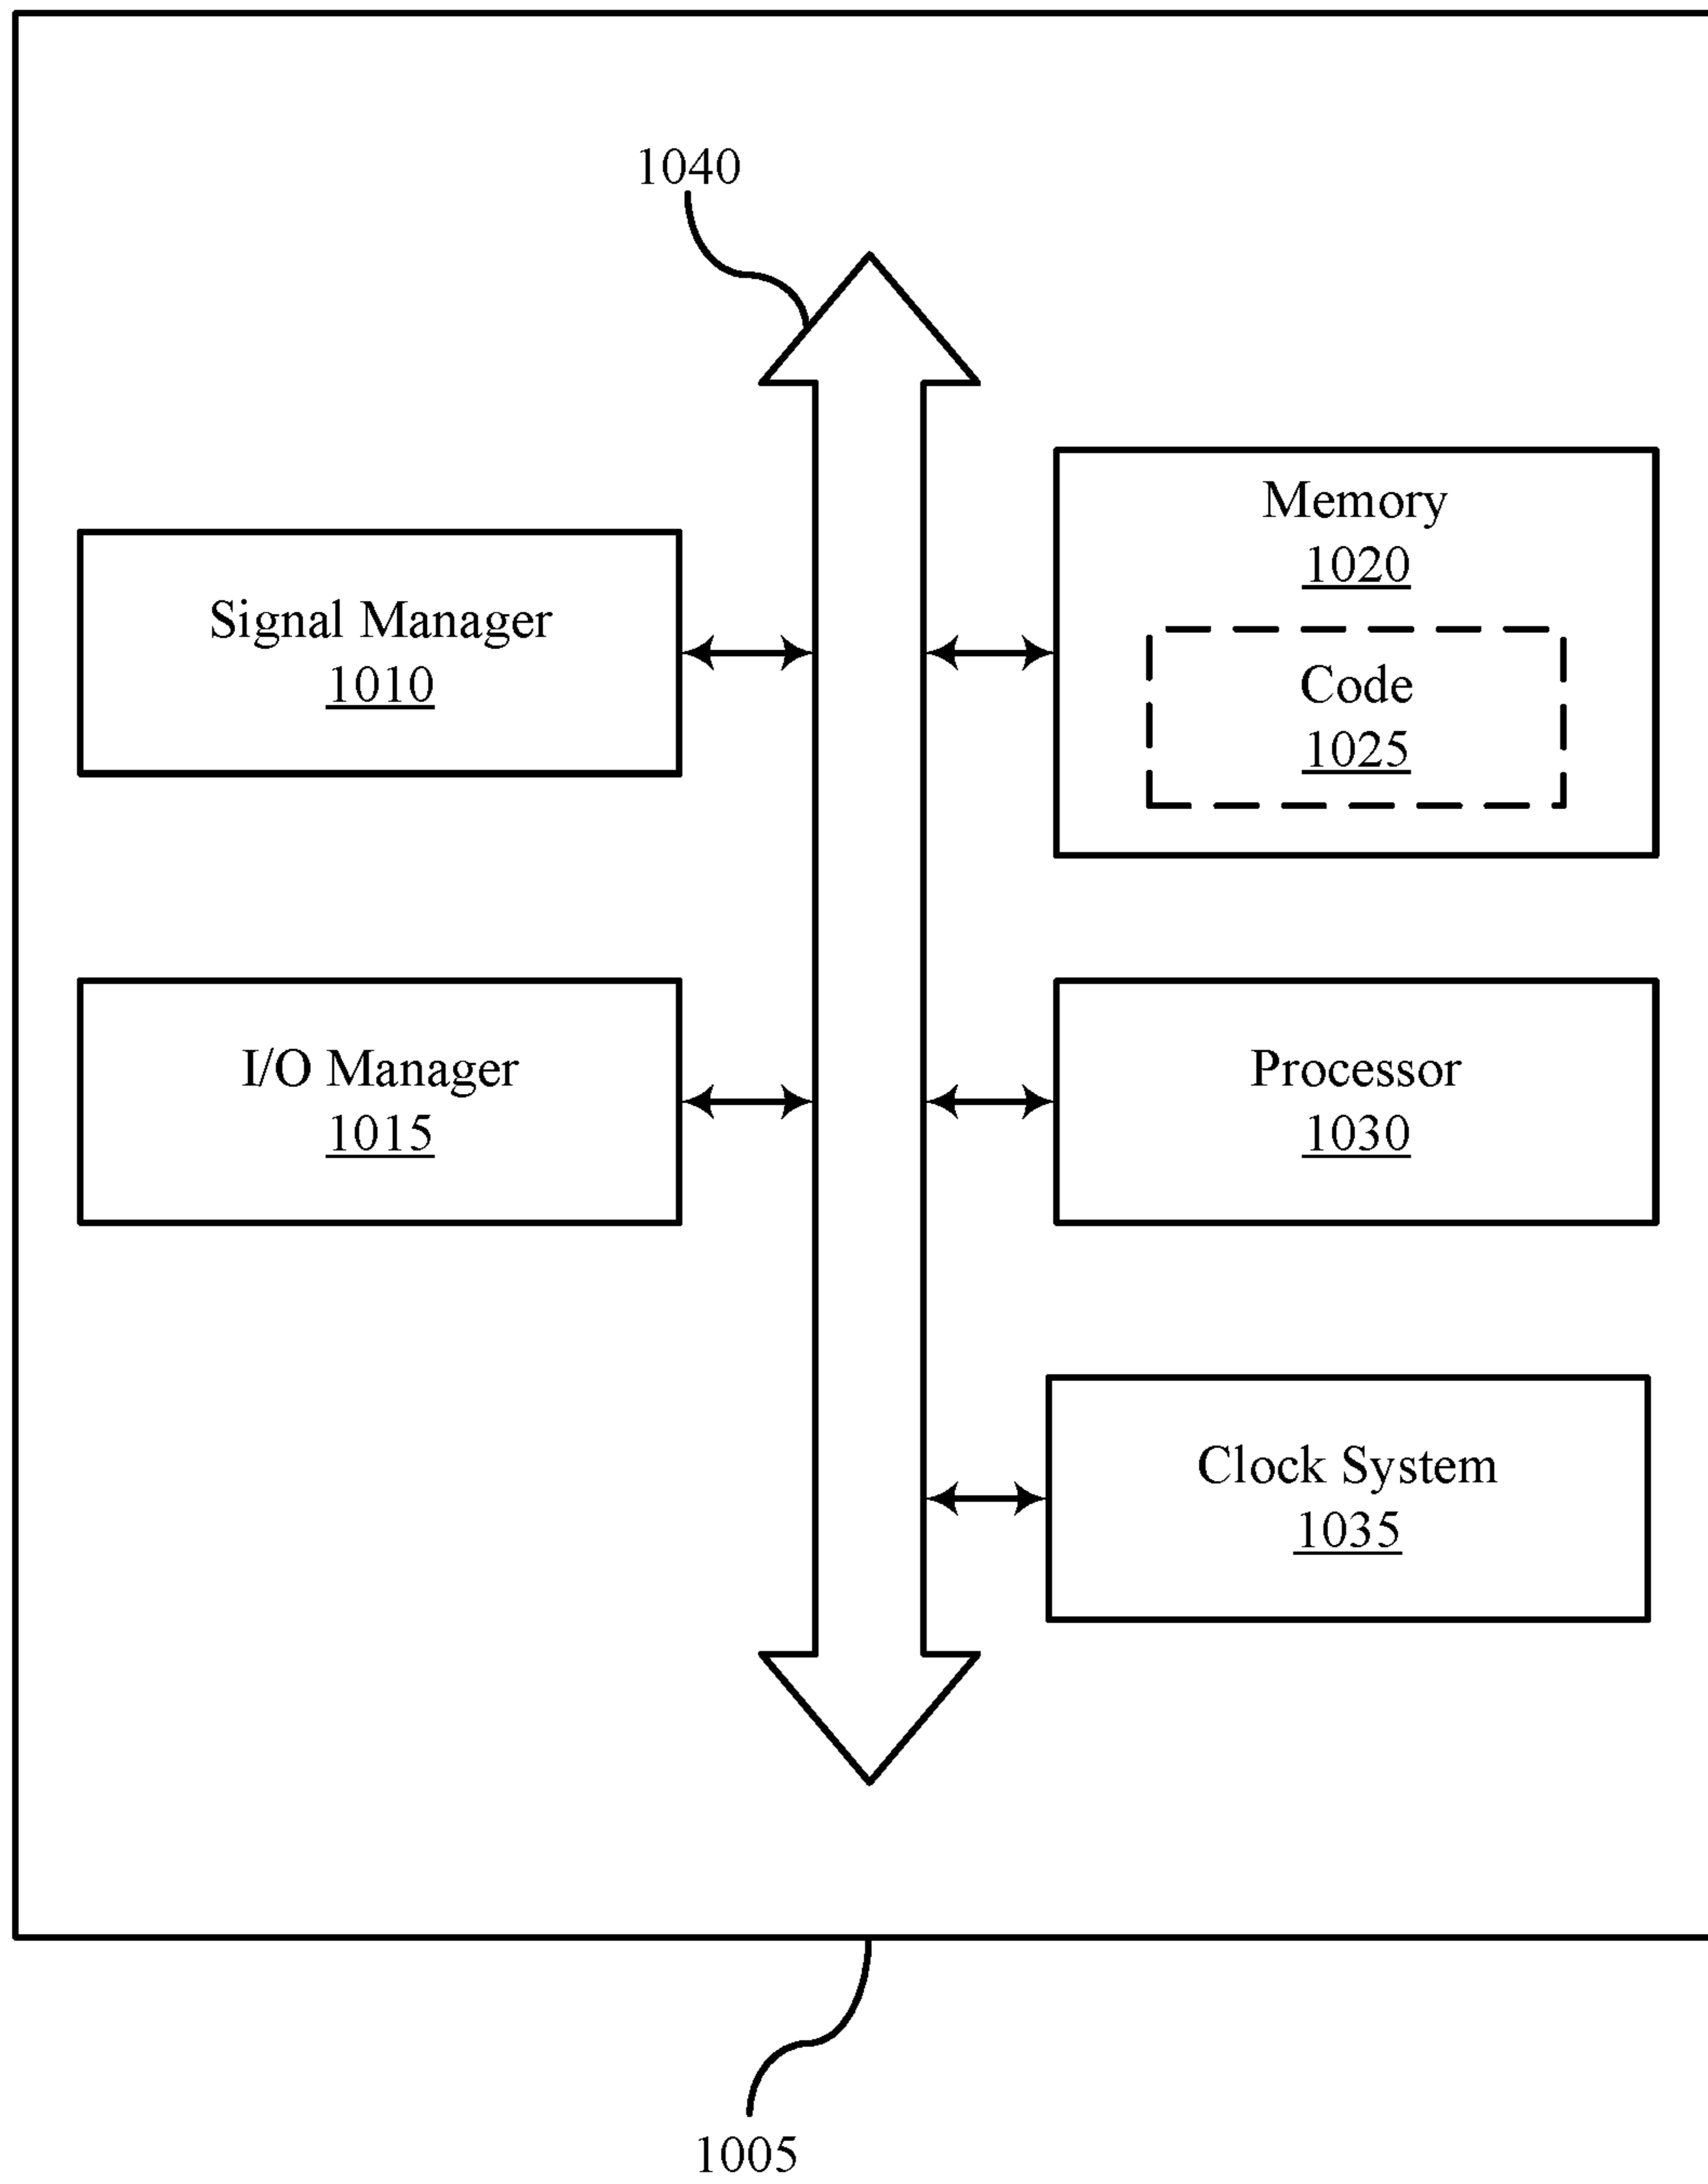 1040
Signal Manager
1010
Memory
1020
Code
1025
I/O Manager
1015
Processor
1030
Clock System
1035
1005